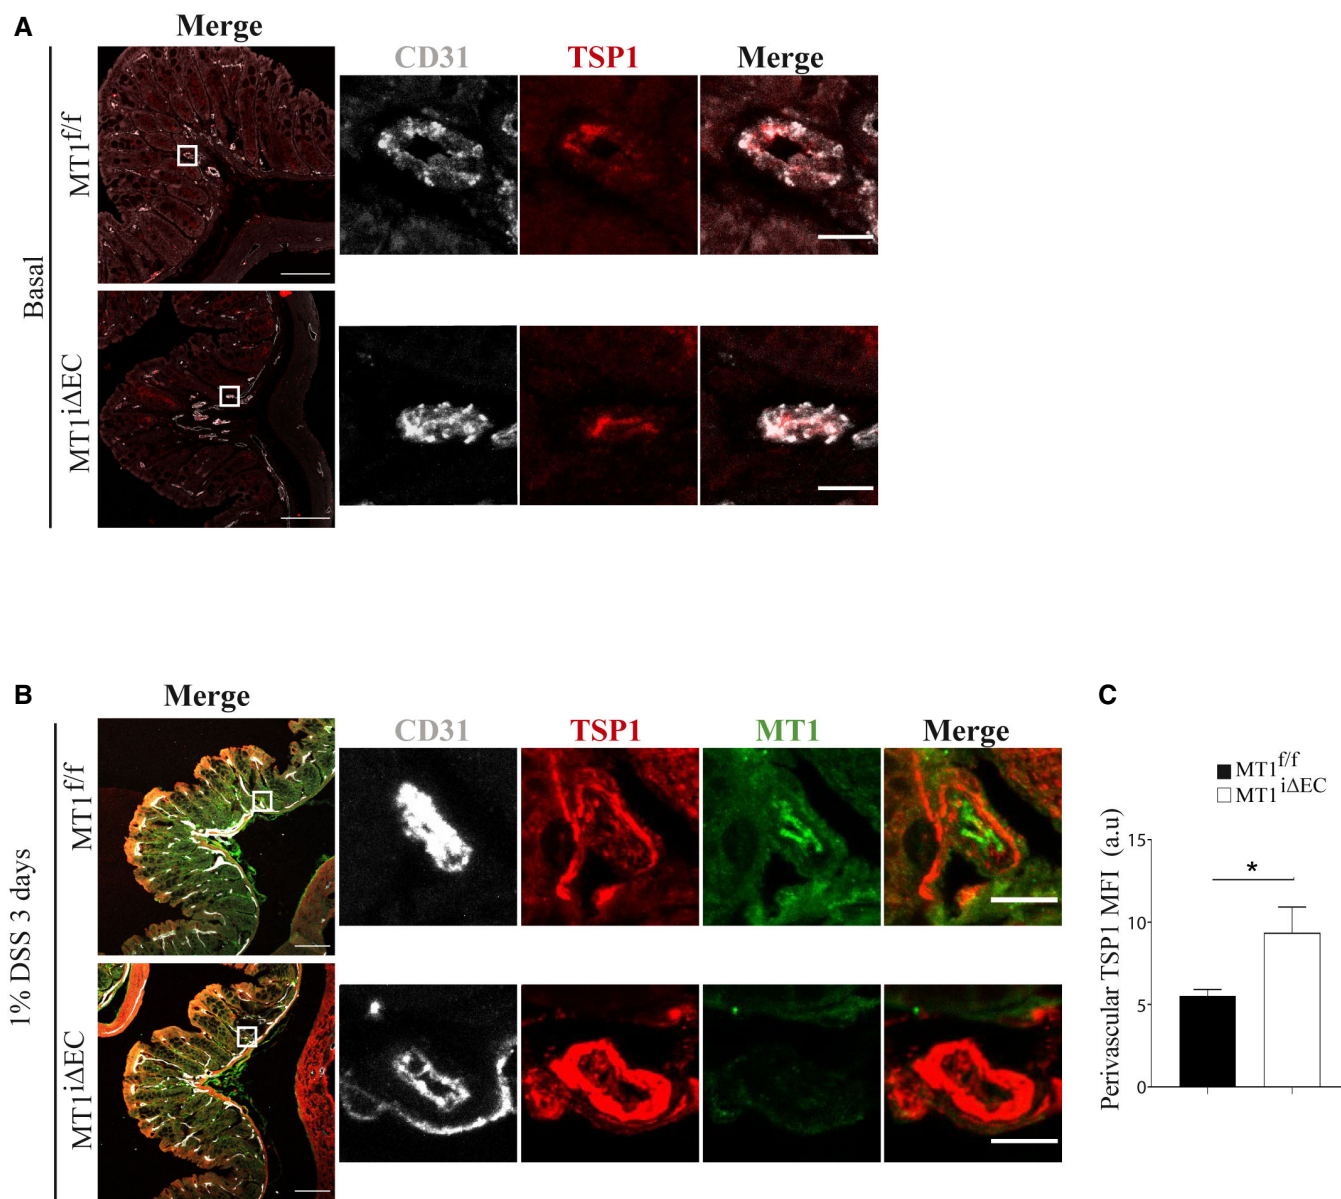 A
Merge
CD31 TSP1 Merge
Basal
MT1f/f
MT1iΔEC
B
Merge
CD31 TSP1 MT1 Merge
1% DSS 3 days
MT1f/f
MT1iΔEC
C
MT1f/f
MT1iΔEC
Perivascular TSP1 MFI (a.u)
15
*
10
5
0